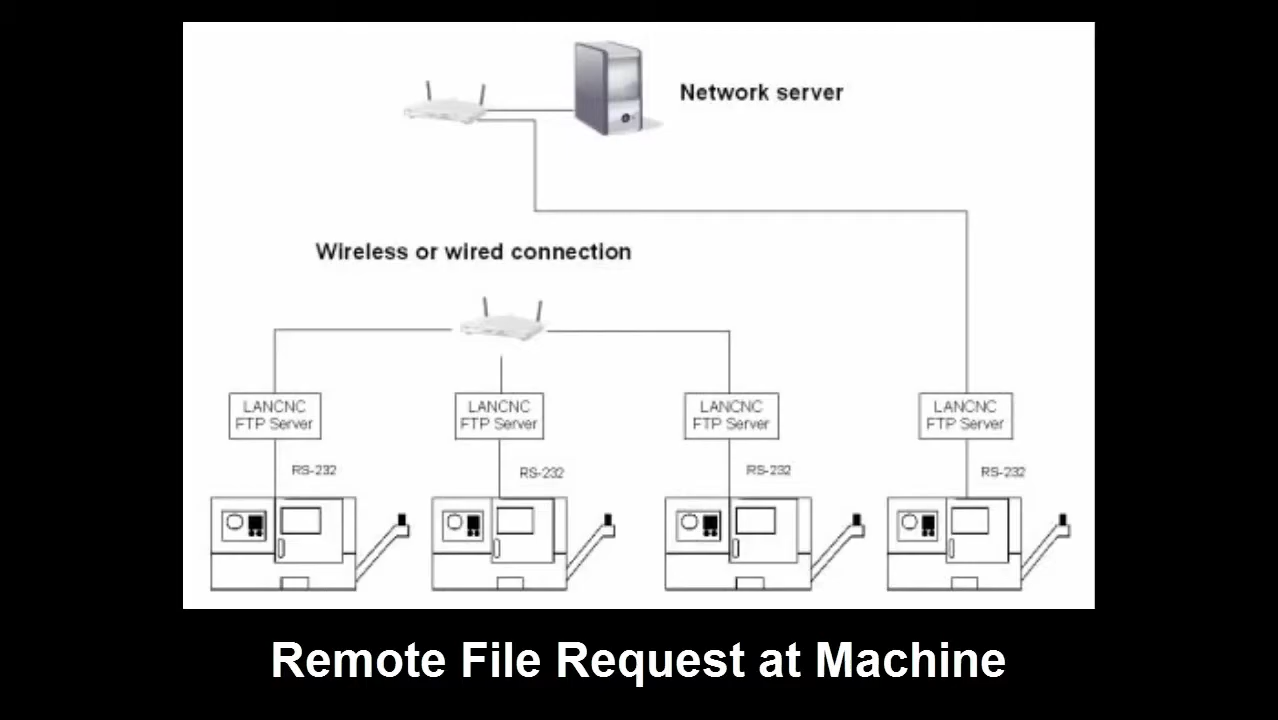 Network server
Wireless or wired connection
LANCNC
FTP Server
LANCNC
FTP Server
LANCNC
FTP Server
LANCNC
FTP Server
RS-232
RS-232
RS-232
RS-232
Remote File Request at Machine